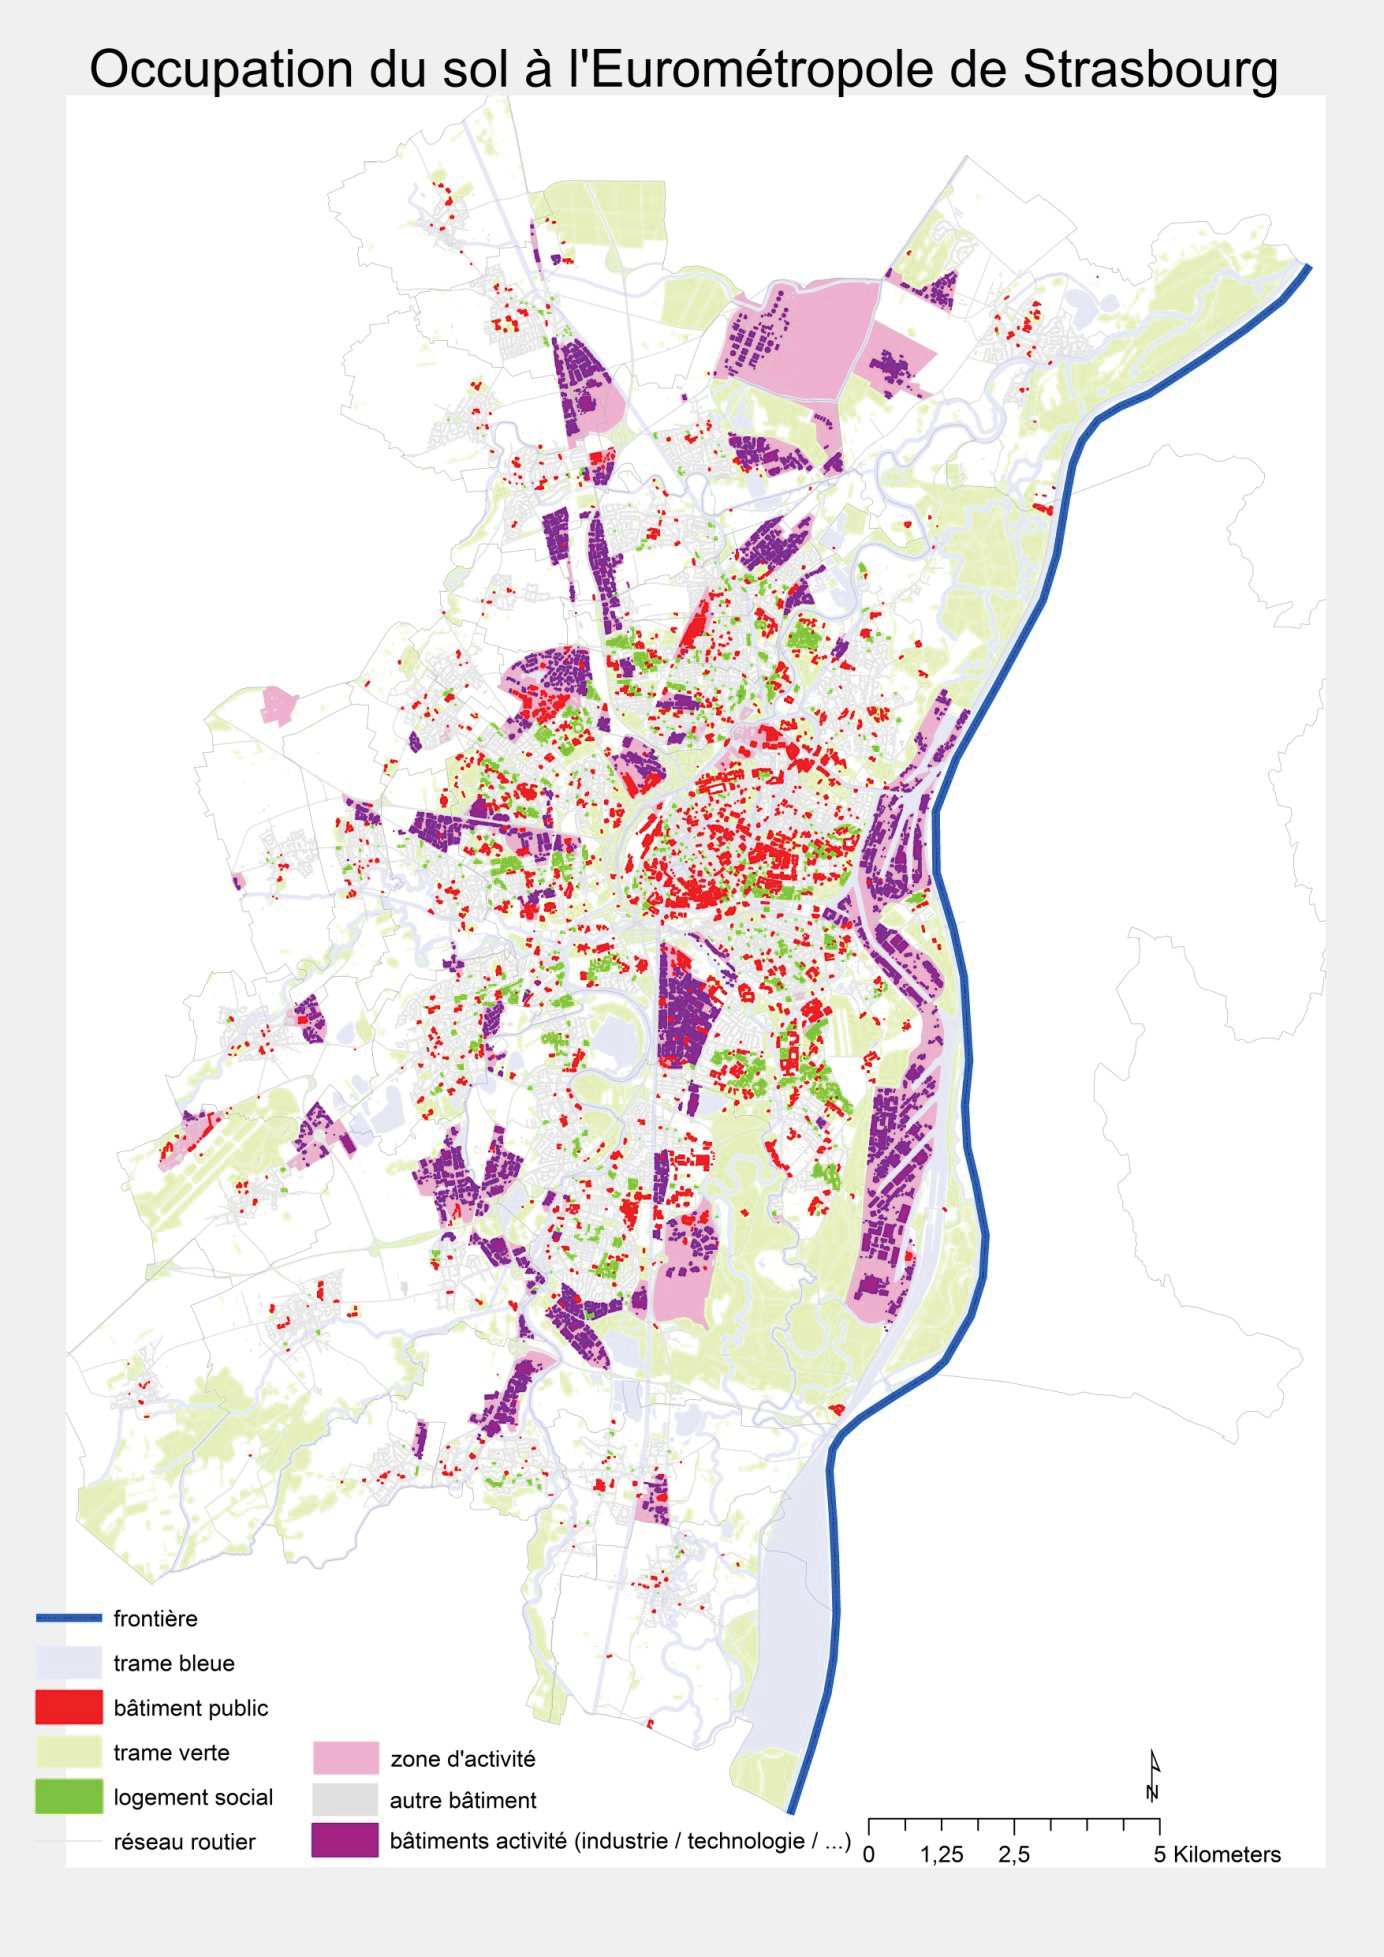 Occupation du sol à l'Eurométropole de Strasbourg
frontière
trame bleue
bâtiment public
trame verte
logement social
réseau routier
zone d'activité
autre bâtiment
bâtiments activité (industrie / technologie / ...)
N
0 1,25 2,5 5 Kilometers